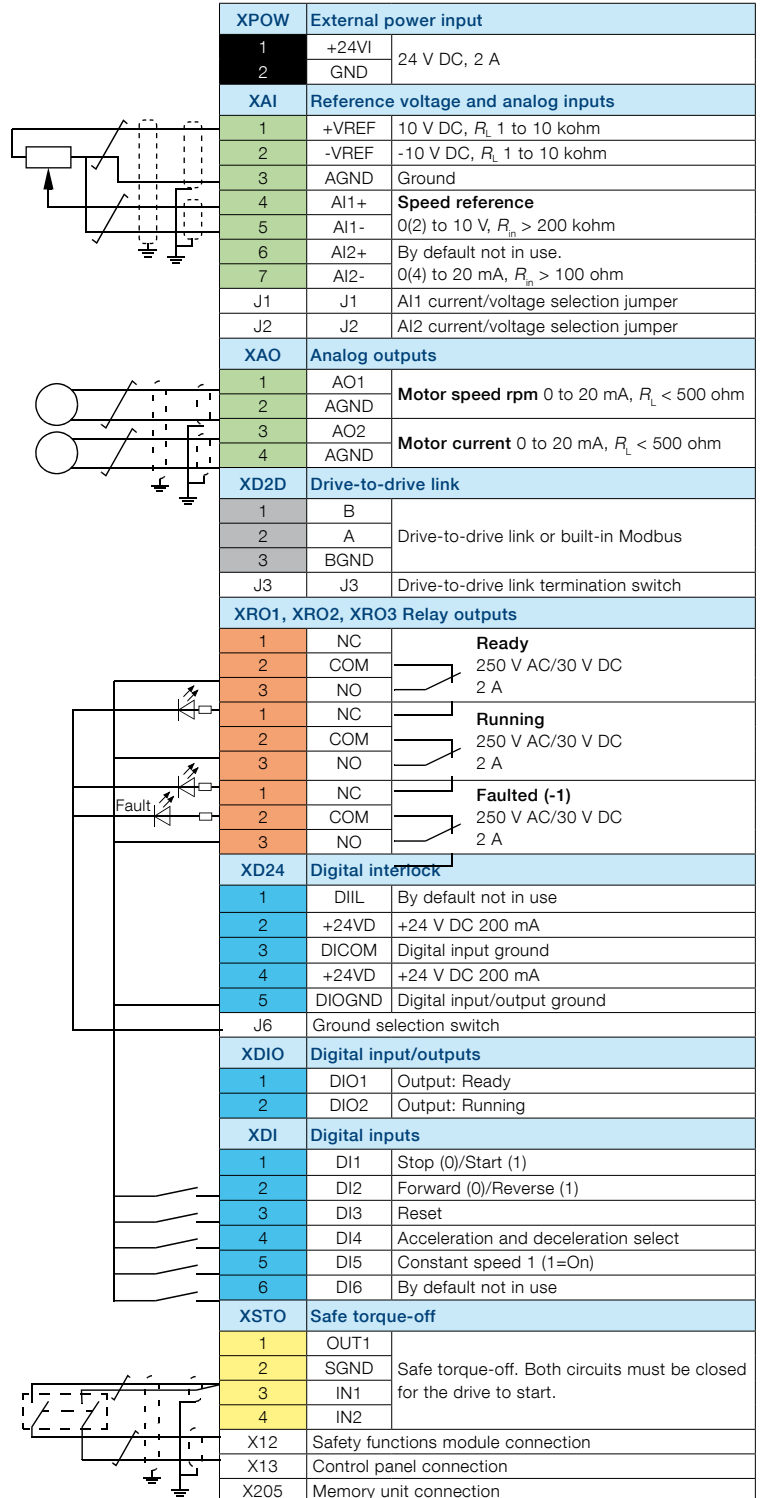 XPOW External power input
1 +24VI 24 V DC, 2 A
2 GND
XAI Reference voltage and analog inputs
1 +VREF 10 V DC, RL 1 to 10 kohm
2 -VREF -10 V DC, RL 1 to 10 kohm
3 AGND Ground
4 AI1+ Speed reference
5 AI1- 0(2) to 10 V, Rin > 200 kohm
6 AI2+ By default not in use.
7 AI2- 0(4) to 20 mA, Rin > 100 ohm
J1 J1 AI1 current/voltage selection jumper
J2 J2 AI2 current/voltage selection jumper
XAO Analog outputs
1 AO1 Motor speed rpm 0 to 20 mA, RL < 500 ohm
2 AGND
3 AO2 Motor current 0 to 20 mA, RL < 500 ohm
4 AGND
XD2D Drive-to-drive link
1 B
2 A Drive-to-drive link or built-in Modbus
3 BGND
J3 J3 Drive-to-drive link termination switch
XRO1, XRO2, XRO3 Relay outputs
1 NC Ready
2 COM 250 V AC/30 V DC
3 NO 2 A
1 NC Running
2 COM 250 V AC/30 V DC
3 NO 2 A
1 NC Faulted (-1)
Fault 2 COM 250 V AC/30 V DC
3 NO 2 A
XD24 Digital interlock
1 DIIL By default not in use
2 +24VD +24 V DC 200 mA
3 DICOM Digital input ground
4 +24VD +24 V DC 200 mA
5 DIOGND Digital input/output ground
J6 Ground selection switch
XDIO Digital input/outputs
1 DIO1 Output: Ready
2 DIO2 Output: Running
XDI Digital inputs
1 DI1 Stop (0)/Start (1)
2 DI2 Forward (0)/Reverse (1)
3 DI3 Reset
4 DI4 Acceleration and deceleration select
5 DI5 Constant speed 1 (1=On)
6 DI6 By default not in use
XSTO Safe torque-off
1 OUT1
2 SGND Safe torque-off. Both circuits must be closed
3 IN1 for the drive to start.
4 IN2
X12 Safety functions module connection
X13 Control panel connection
X205 Memory unit connection